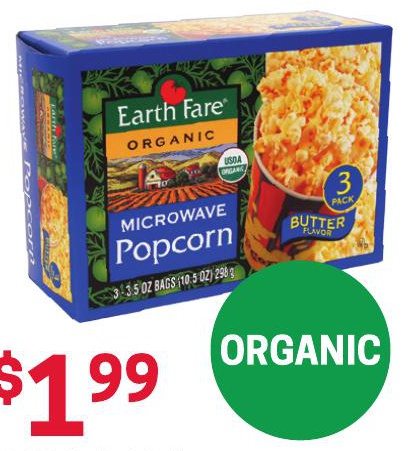 Earth Fare®
ORGANIC
USDA
ORGANIC
MICROWAVE
Popcorn
3 - 3.5 OZ BAGS (10.5 OZ) 298g
3
PACK
BUTTER
FLAVOR
MICROWAVE
Popcorn
ORGANIC
$1 99